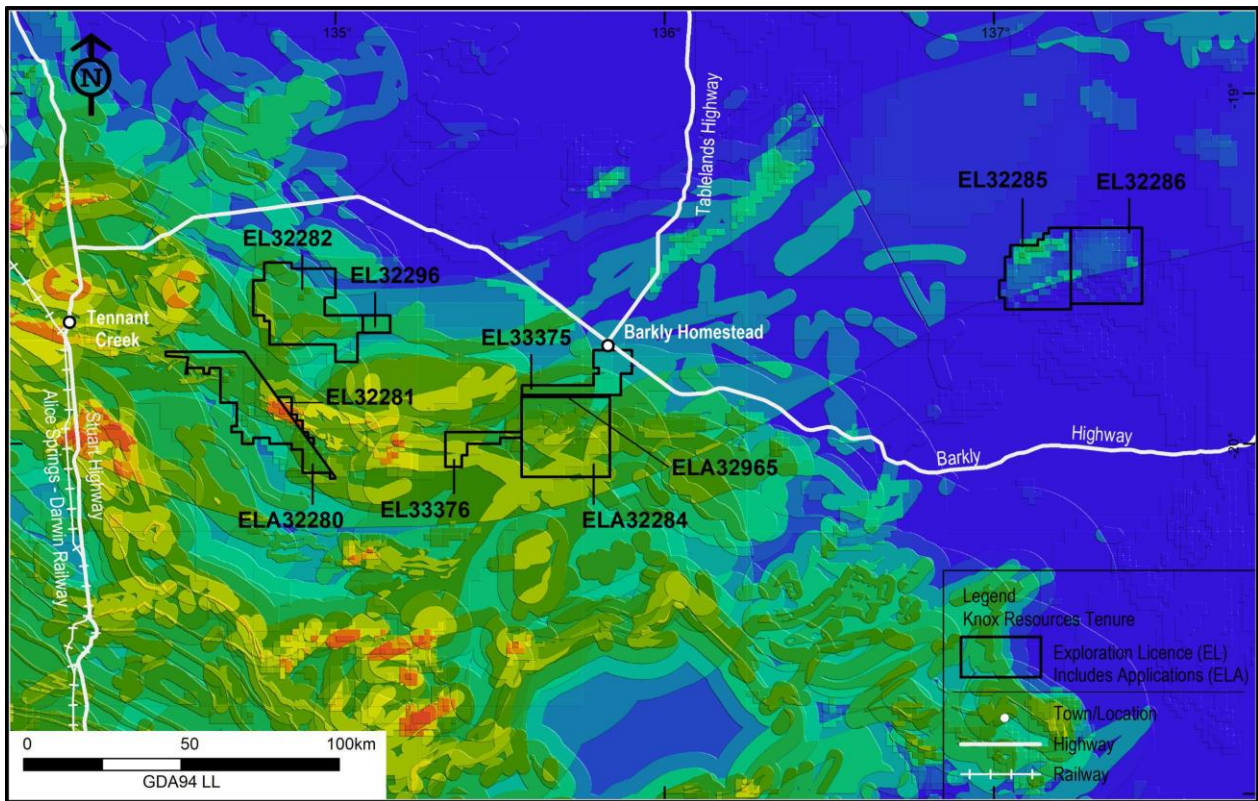 135°
136°
137°
N
-19°
Tablelands Highway
EL32285
EL32286
EL32282
EL32296
Tennant
Creek
EL33375
Barkly Homestead
EL32281
Alice Springs - Darwin Railway
Stuart Highway
-20°
Highway
Barkly
ELA32965
ELA32280
EL33376
ELA32284
Legend
Knox Resources Tenure
Exploration Licence (EL)
Includes Applications (ELA)
Town/Location
Highway
Railway
0 50 100km
GDA94 LL